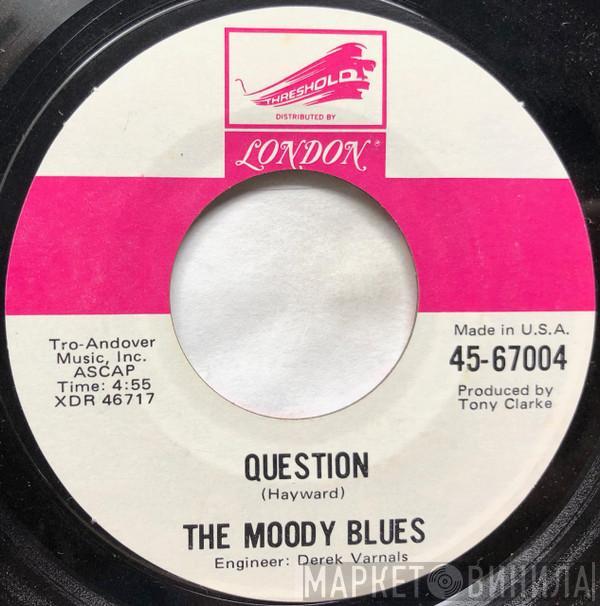 THRESHOLD
DISTRIBUTED BY
LONDON®
Tro-Andover
Music, Inc.
ASCAP
Time: 4:55
XDR 46717
Made in U.S.A.
45-67004
Produced by
Tony Clarke
QUESTION
(Hayward)
THE MOODY BLUES
Engineer: Derek Varnals
МАРКЕТ ВИНИЛА